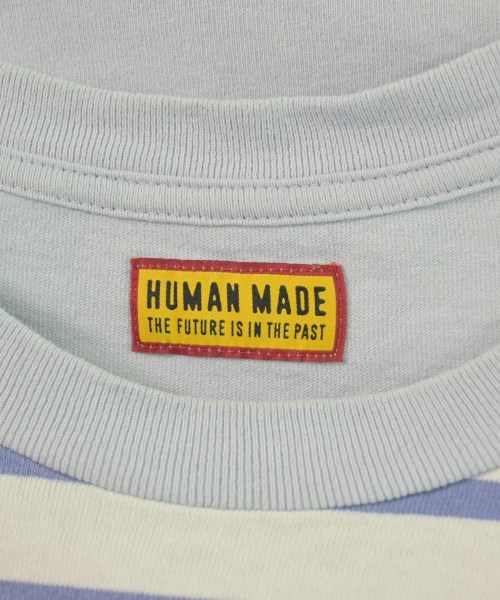 HUMAN MADE
THE FUTURE IS IN THE PAST